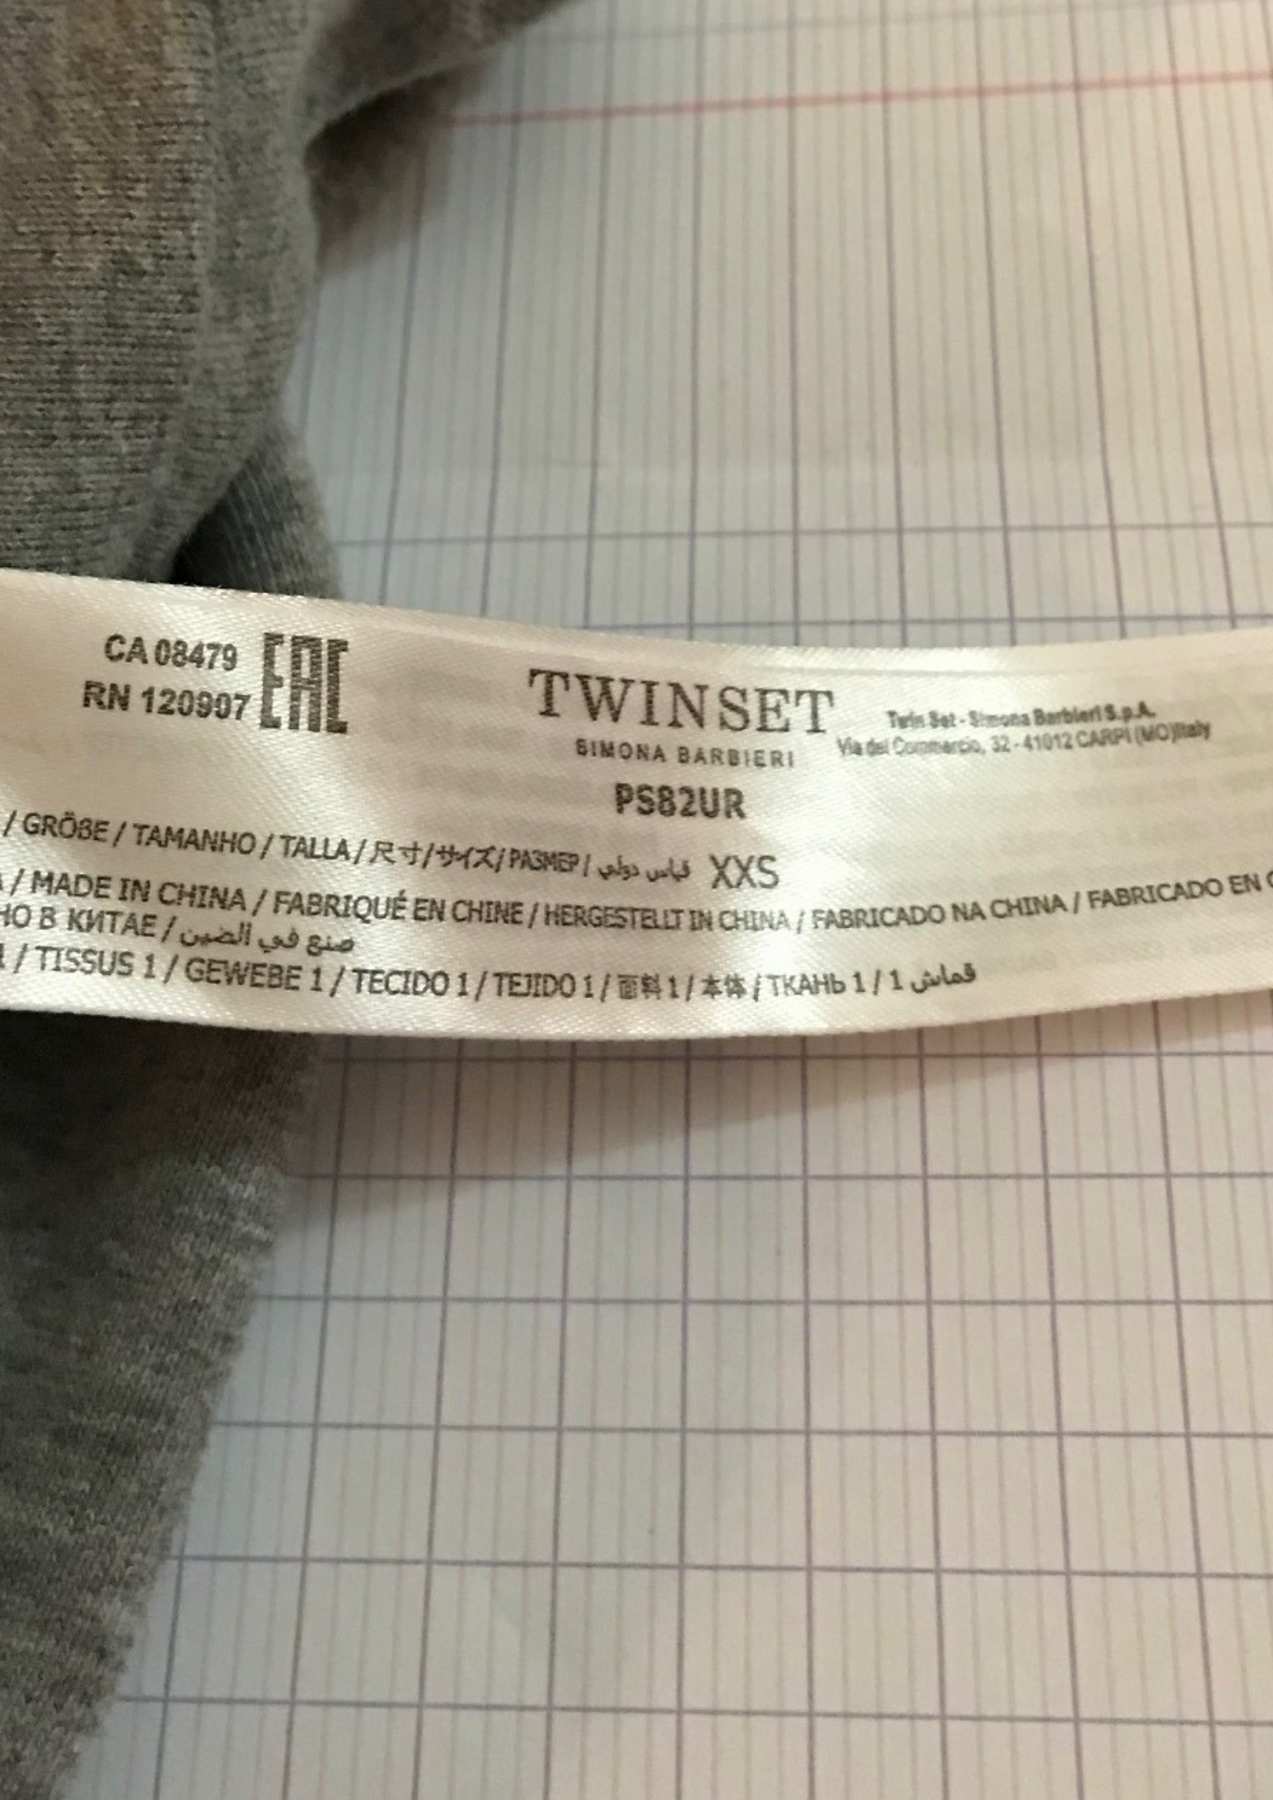 CA 08479
RN 120907
EAC
TWINSET
SIMONA BARBIERI
Twin Set - Simona Barbieri S.p.A.
Via del Commercio, 32 - 41012 CARPI (MO)Italy
PS82UR
/ GRÖßE / TAMANHO / TALLA / 尺寸 / サイズ / РАЗМЕР / قياس دولي XXS
/ MADE IN CHINA / FABRIQUÉ EN CHINE / HERGESTELLT IN CHINA / FABRICADO NA CHINA / FABRICADO EN
НО В КИТАЕ / صنع في الصين
/ TISSUS 1 / GEWEBE 1 / TECIDO 1 / TEJIDO 1 / 面料 1 / 本体 / ТКАНЬ 1 / 1 قماش